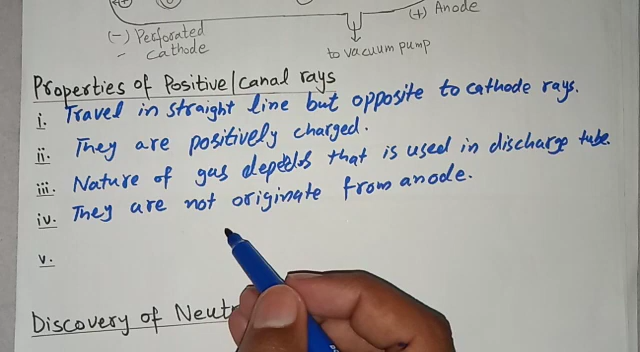 (+)
(-) Perforated
cathode
(+) Anode
to vacuum pump
Properties of Positive/Canal rays
i. Travel in straight line but opposite to cathode rays.
ii. They are positively charged.
iii. Nature of gas depends that is used in discharge tube.
iv. They are not originate from anode.
v.
Discovery of Neut